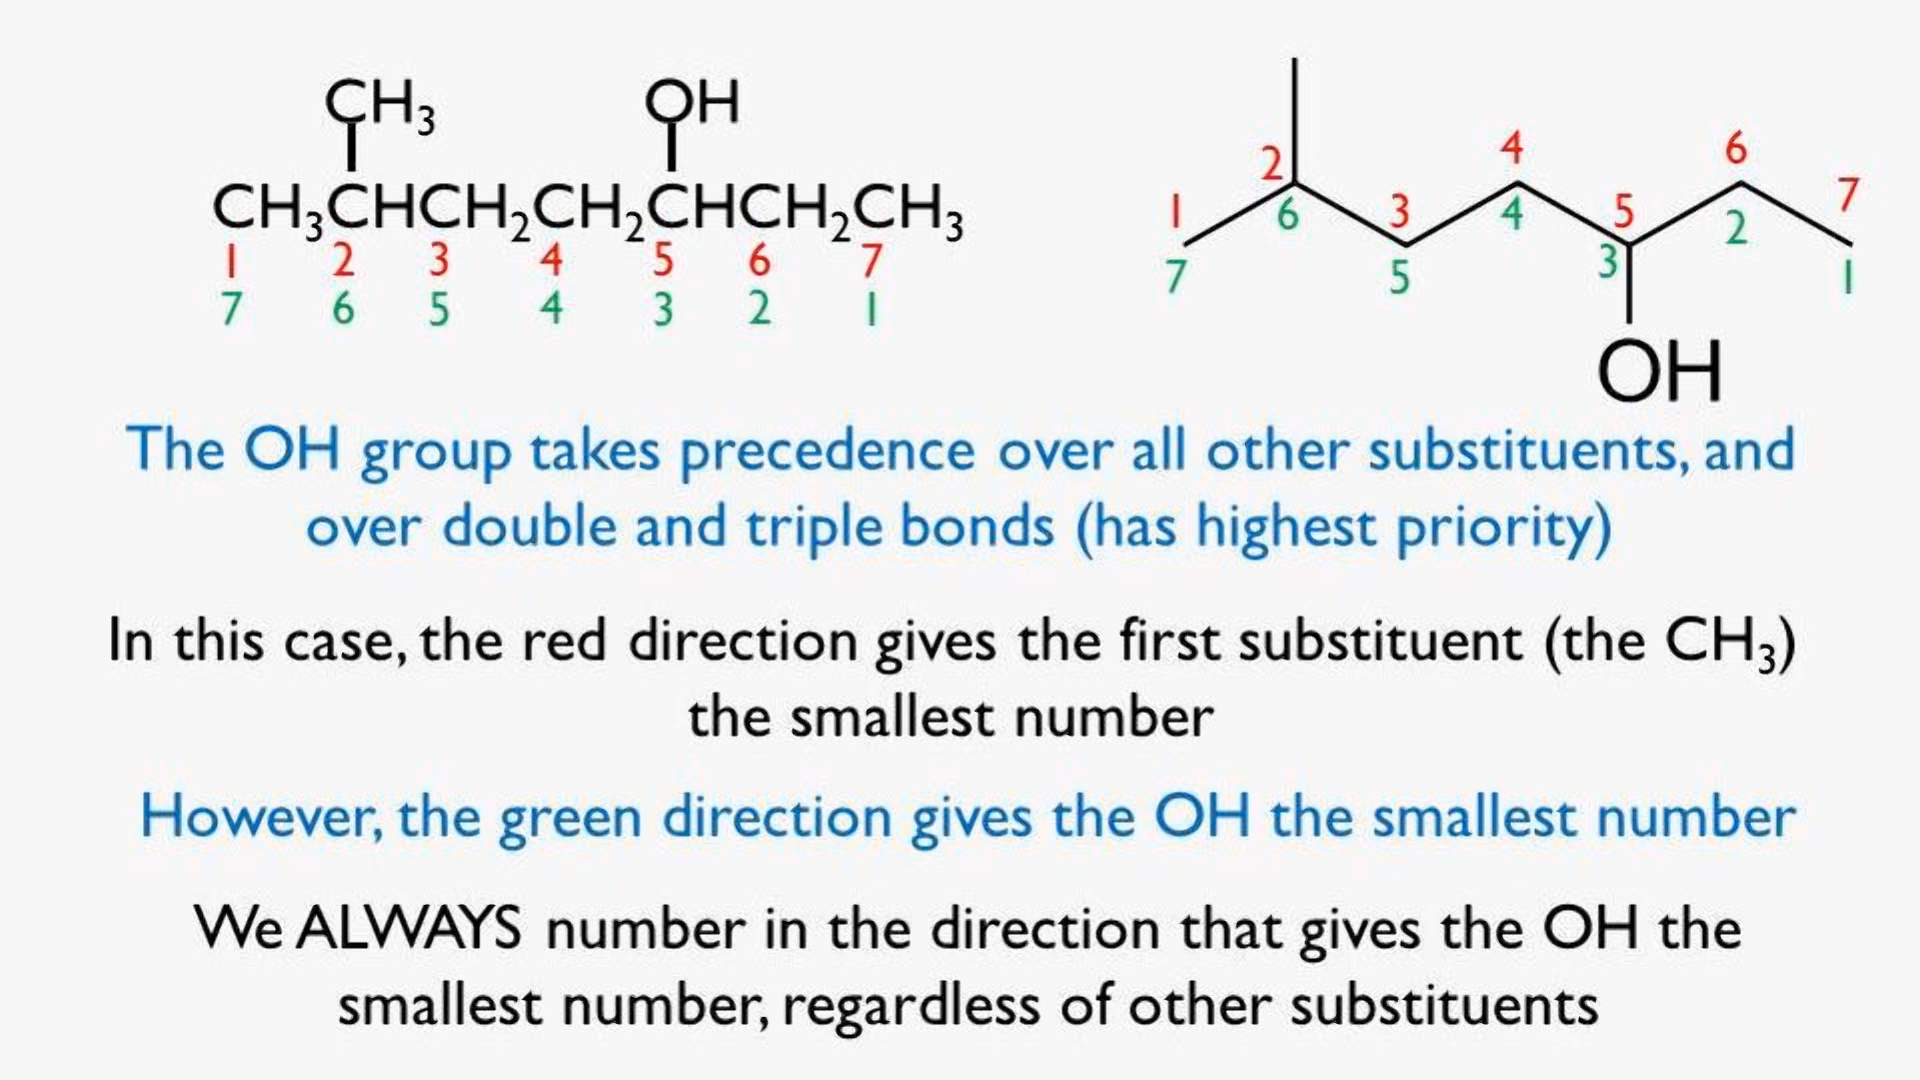 CH₃ OH
CH₃CHCH₂CH₂CHCH₂CH₃
1 2 3 4 5 6 7
7 6 5 4 3 2 1
1 2 3 4 5 6 7
7 6 5 4 3 2 1
OH
The OH group takes precedence over all other substituents, and
over double and triple bonds (has highest priority)
In this case, the red direction gives the first substituent (the CH₃)
the smallest number
However, the green direction gives the OH the smallest number
We ALWAYS number in the direction that gives the OH the
smallest number, regardless of other substituents